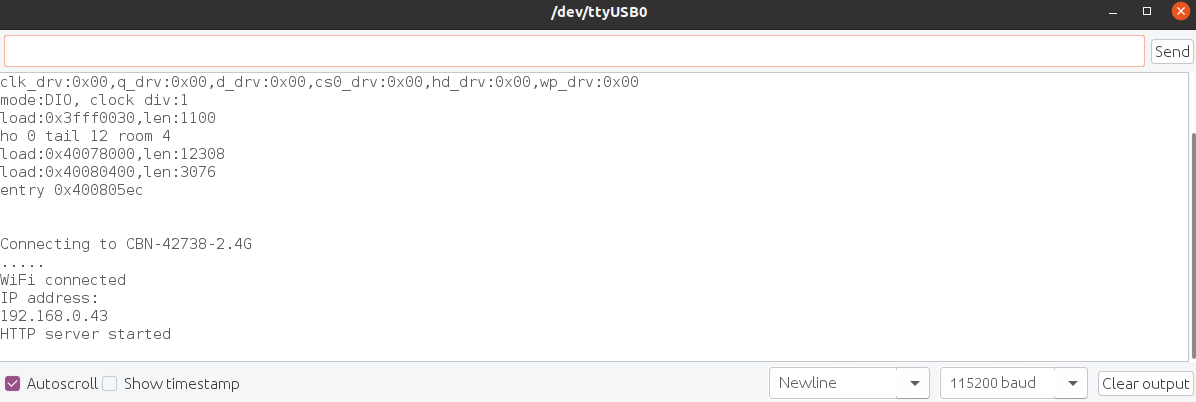 /dev/ttyUSB0
Send
clk_drv:0x00,q_drv:0x00,d_drv:0x00,cs0_drv:0x00,hd_drv:0x00,wp_drv:0x00
mode:DIO, clock div:1
load:0x3fff0030,len:1100
ho 0 tail 12 room 4
load:0x40078000,len:12308
load:0x40080400,len:3076
entry 0x400805ec
Connecting to CBN-42738-2.4G
.....
WiFi connected
IP address:
192.168.0.43
HTTP server started
Autoscroll Show timestamp Newline 115200 baud Clear output